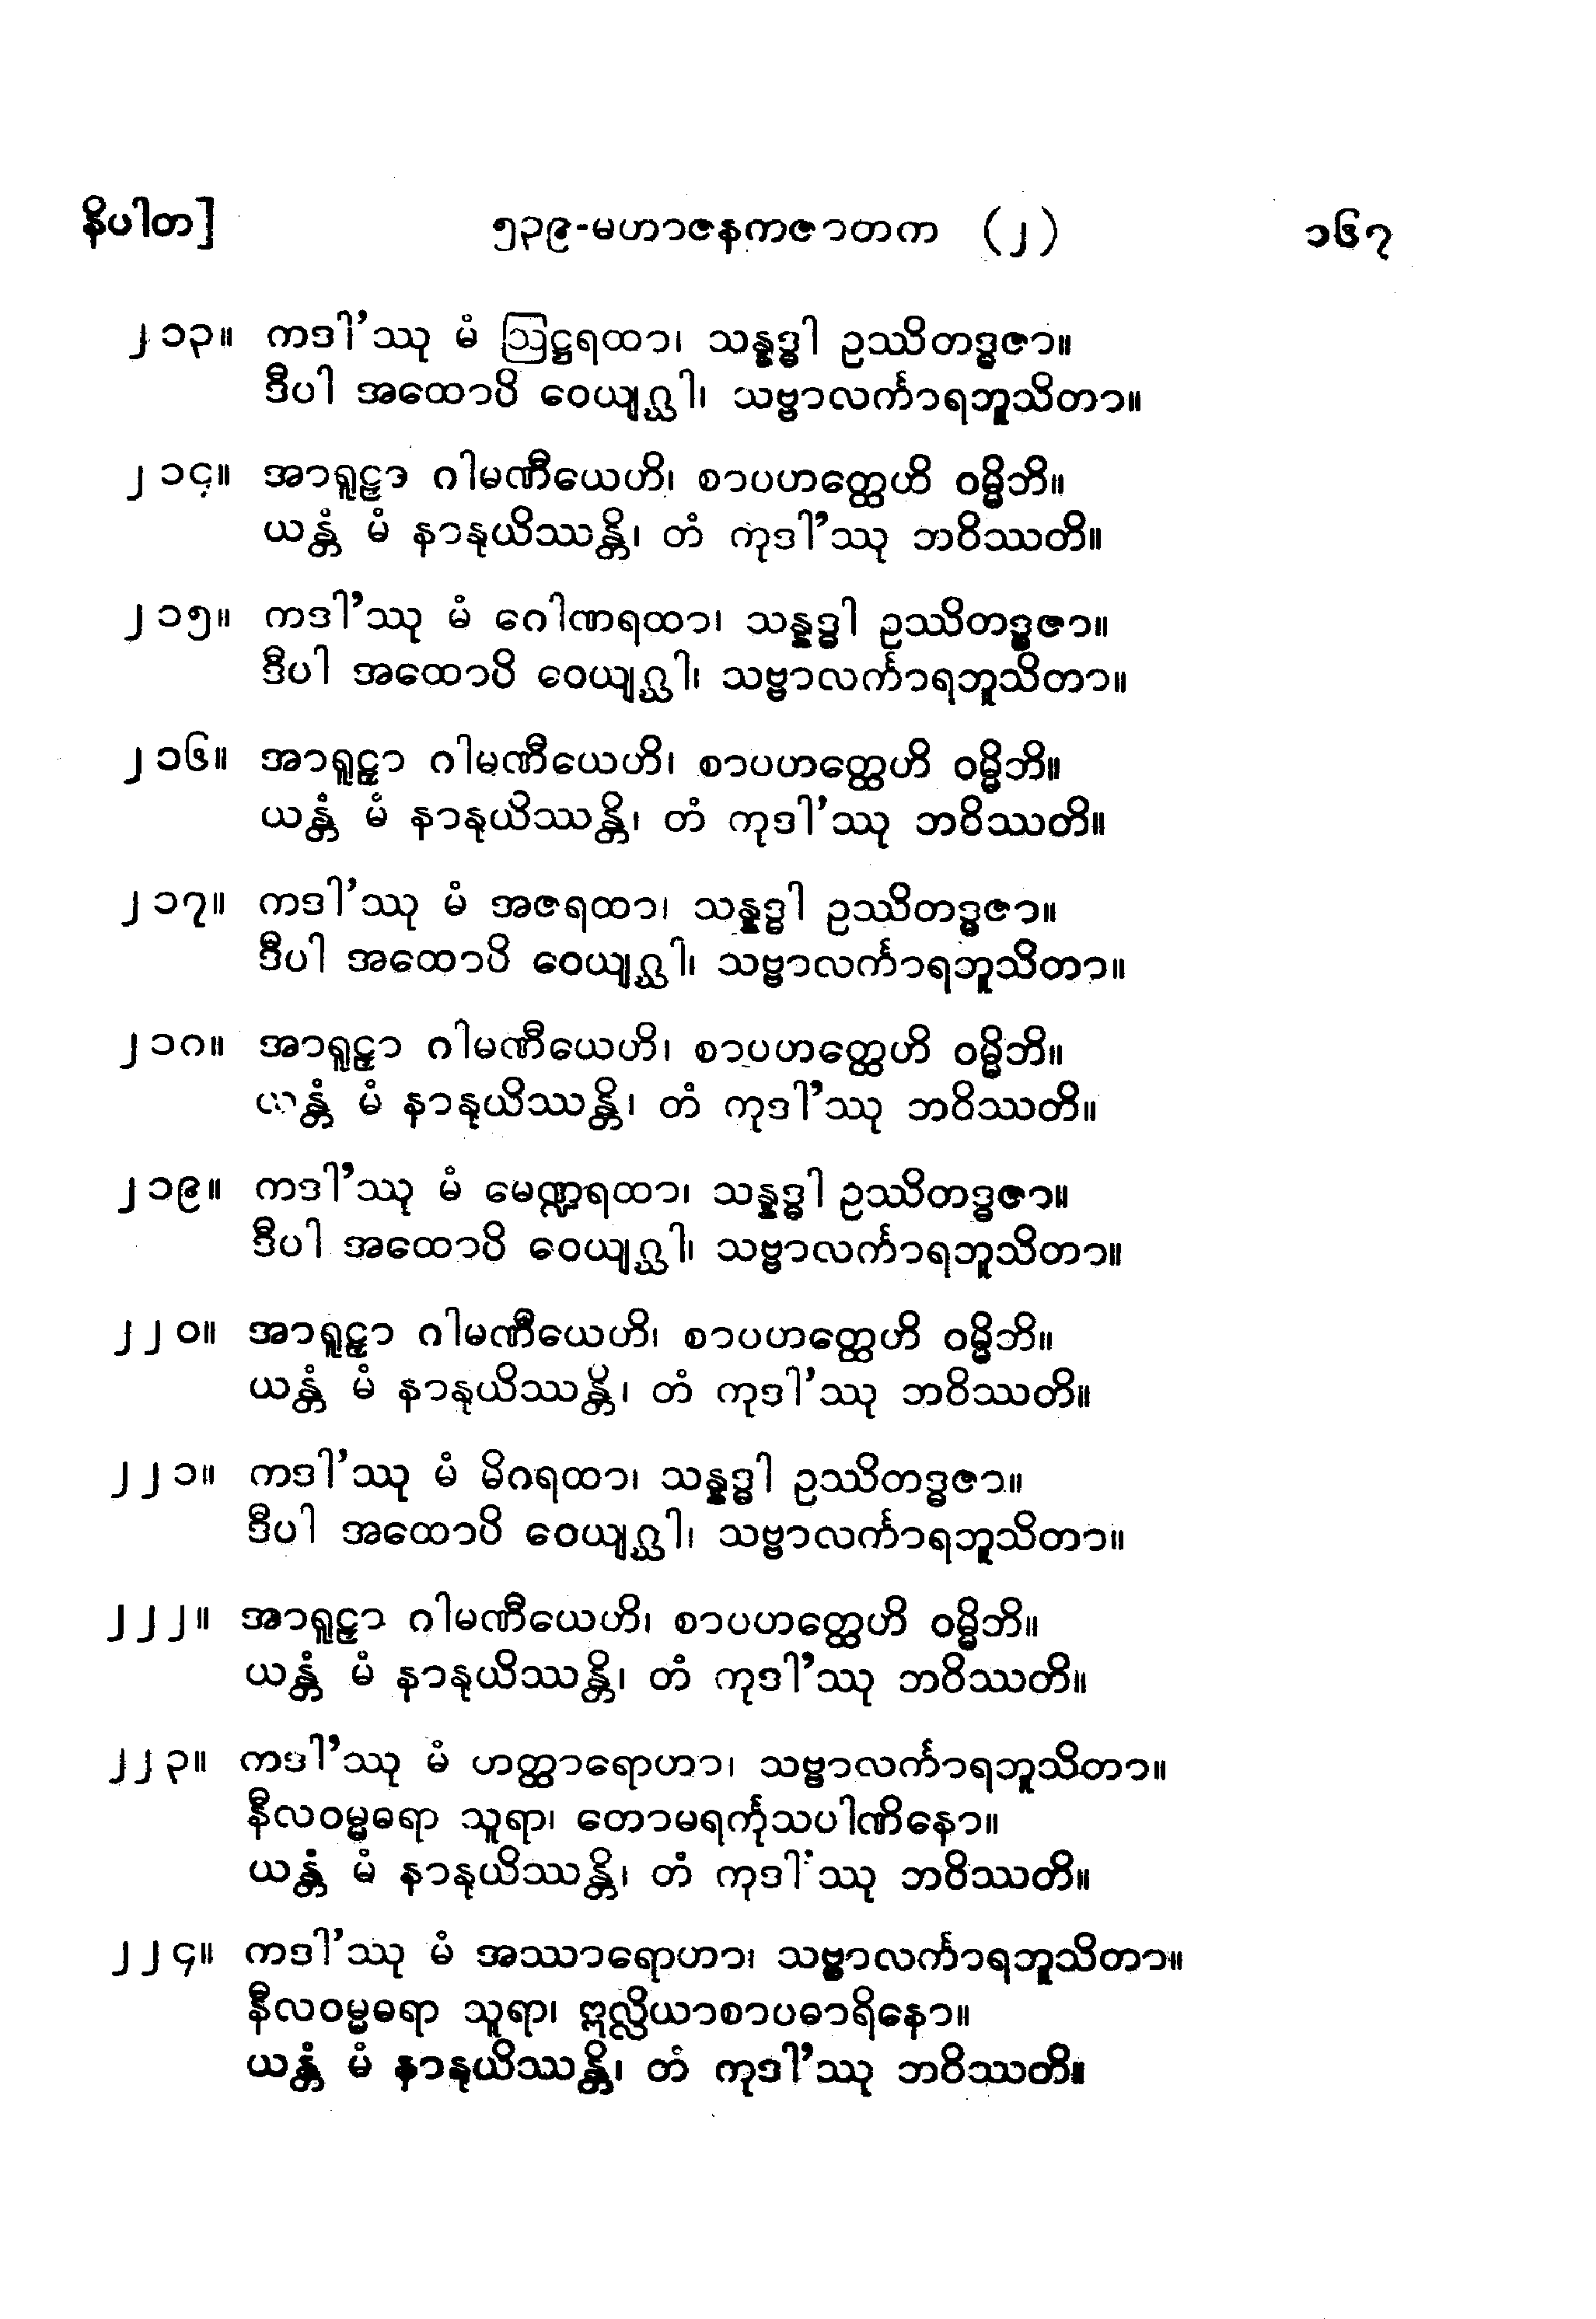 နိပါတ]	၅၃၉-မဟာဇနကဇာတက (၂)	၁၆၇
၂၁၃။ ကဒါ’ဿု မံ ဩဋ္ဌရထာ၊ သန္နဒ္ဓါ ဥဿိတဒ္ဓဇာ။
ဒီပါ အထောပိ ဝေယျဂ္ဃါ၊ သဗ္ဗာလင်္ကာရဘူသိတာ။
၂၁၄။ အာရူဠှာ ဂါမဏီယေဟိ၊ စာပဟတ္ထေဟိ ဝမ္မိဘိ။
ယန္တံ မံ နာနုယိဿန္တိ၊ တံ ကုဒါ’ဿု ဘဝိဿတိ။
၂၁၅။ ကဒါ’ဿု မံ ဂေါဏရထာ၊ သန္နဒ္ဓါ ဥဿိတဒ္ဓဇာ။
ဒီပါ အထောပိ ဝေယျဂ္ဃါ၊ သဗ္ဗာလင်္ကာရဘူသိတာ။
၂၁၆။ အာရူဠှာ ဂါမဏီယေဟိ၊ စာပဟတ္ထေဟိ ဝမ္မိဘိ။
ယန္တံ မံ နာနုယိဿန္တိ၊ တံ ကုဒါ’ဿု ဘဝိဿတိ။
၂၁၇။ ကဒါ’ဿု မံ အဇရထာ၊ သန္နဒ္ဓါ ဥဿိတဒ္ဓဇာ။
ဒီပါ အထောပိ ဝေယျဂ္ဃါ၊ သဗ္ဗာလင်္ကာရဘူသိတာ။
၂၁၈။ အာရူဠှာ ဂါမဏီယေဟိ၊ စာပဟတ္ထေဟိ ဝမ္မိဘိ။
ယန္တံ မံ နာနုယိဿန္တိ၊ တံ ကုဒါ’ဿု ဘဝိဿတိ။
၂၁၉။ ကဒါ’ဿု မံ မေဏ္ဍရထာ၊ သန္နဒ္ဓါ ဥဿိတဒ္ဓဇာ။
ဒီပါ အထောပိ ဝေယျဂ္ဃါ၊ သဗ္ဗာလင်္ကာရဘူသိတာ။
၂၂၀။ အာရူဠှာ ဂါမဏီယေဟိ၊ စာပဟတ္ထေဟိ ဝမ္မိဘိ။
ယန္တံ မံ နာနုယိဿန္တိ၊ တံ ကုဒါ’ဿု ဘဝိဿတိ။
၂၂၁။ ကဒါ’ဿု မံ မိဂရထာ၊ သန္နဒ္ဓါ ဥဿိတဒ္ဓဇာ။
ဒီပါ အထောပိ ဝေယျဂ္ဃါ၊ သဗ္ဗာလင်္ကာရဘူသိတာ။
၂၂၂။ အာရူဠှာ ဂါမဏီယေဟိ၊ စာပဟတ္ထေဟိ ဝမ္မိဘိ။
ယန္တံ မံ နာနုယိဿန္တိ၊ တံ ကုဒါ’ဿု ဘဝိဿတိ။
၂၂၃။ ကဒါ’ဿု မံ ဟတ္ထာရောဟာ၊ သဗ္ဗာလင်္ကာရဘူသိတာ။
နီလဝမ္မဓရာ သူရာ၊ တောမရင်္ကုသပါဏိနော။
ယန္တံ မံ နာနုယိဿန္တိ၊ တံ ကုဒါ’ဿု ဘဝိဿတိ။
၂၂၄။ ကဒါ’ဿု မံ အဿာရောဟာ၊ သဗ္ဗာလင်္ကာရဘူသိတာ။
နီလဝမ္မဓရာ သူရာ၊ ဣလ္လိယာစာပဓာရိနော။
ယန္တံ မံ နာနုယိဿန္တိ၊ တံ ကုဒါ’ဿု ဘဝိဿတိ။